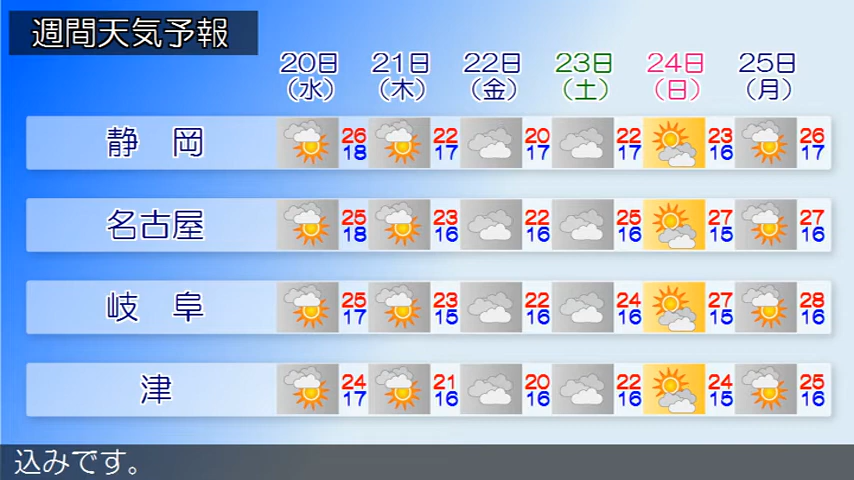 週間天気予報
20日 21日 22日 23日 24日 25日
(水) (木) (金) (土) (日) (月)
静岡 26 18 22 17 20 17 22 17 23 16 26 17
名古屋 25 18 23 16 22 16 25 16 27 15 27 16
岐阜 25 17 23 15 22 16 24 16 27 15 28 16
津 24 17 21 16 20 16 22 16 24 15 25 16
込みです。